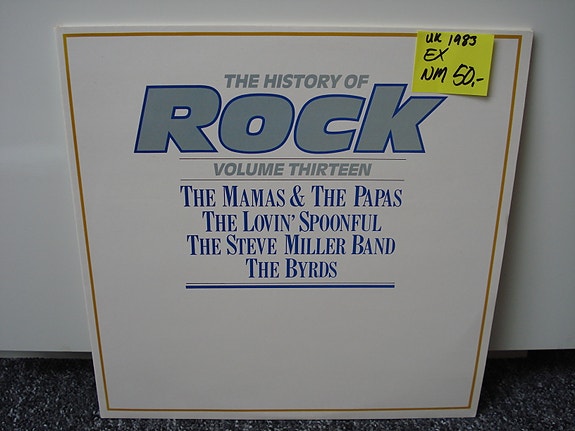 UK 1983
EX
NM 50,-
THE HISTORY OF
ROCK
VOLUME THIRTEEN
THE MAMAS & THE PAPAS
THE LOVIN' SPOONFUL
THE STEVE MILLER BAND
THE BYRDS